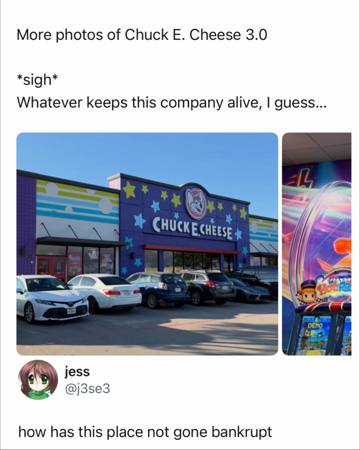 More photos of Chuck E. Cheese 3.0
*sigh*
Whatever keeps this company alive, I guess...
CHUCK E CHEESE
DEMO
jess
@j3se3
how has this place not gone bankrupt